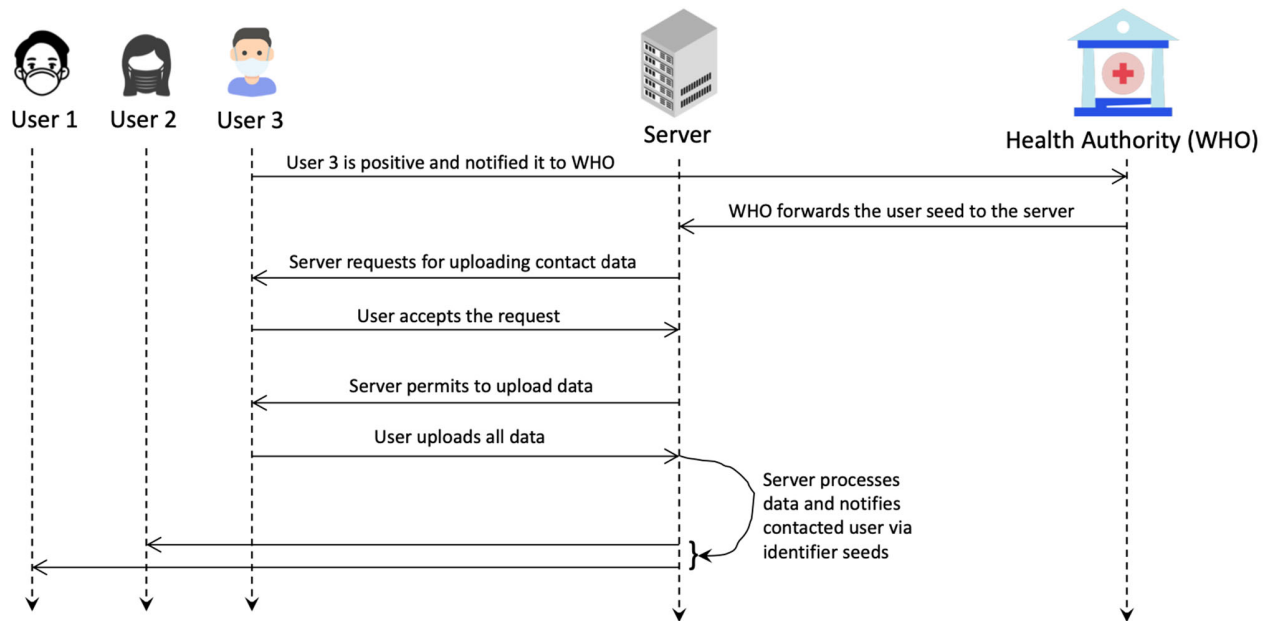 User 1
User 2
User 3
Server
Health Authority (WHO)
User 3 is positive and notified it to WHO
WHO forwards the user seed to the server
Server requests for uploading contact data
User accepts the request
Server permits to upload data
User uploads all data
Server processes
data and notifies
contacted user via
identifier seeds